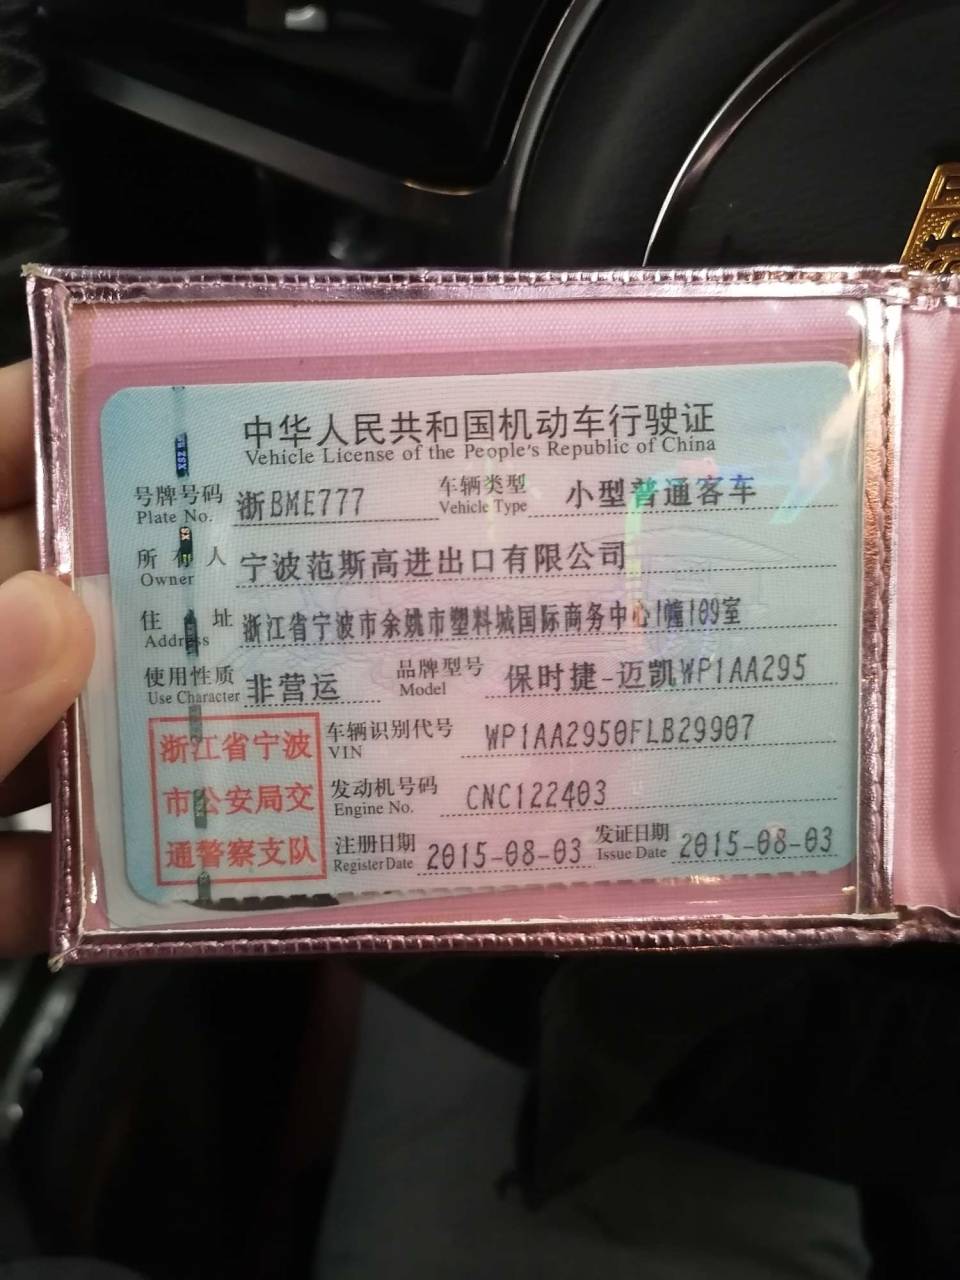 中华人民共和国机动车行驶证
Vehicle License of the People's Republic of China
号牌号码 浙BME777 车辆类型 小型普通客车
Plate No. Vehicle Type
所有人 宁波范斯高进出口有限公司
Owner
住址 浙江省宁波市余姚市塑料城国际商务中心1幢109室
Address
使用性质 非营运 品牌型号 保时捷-迈凯WP1AA295
Use Character Model
浙江省宁波
市公安局交
通警察支队
车辆识别代号 WP1AA2950FLB29907
VIN
发动机号码 CNC122403
Engine No.
注册日期 2015-08-03 发证日期 2015-08-03
Register Date Issue Date